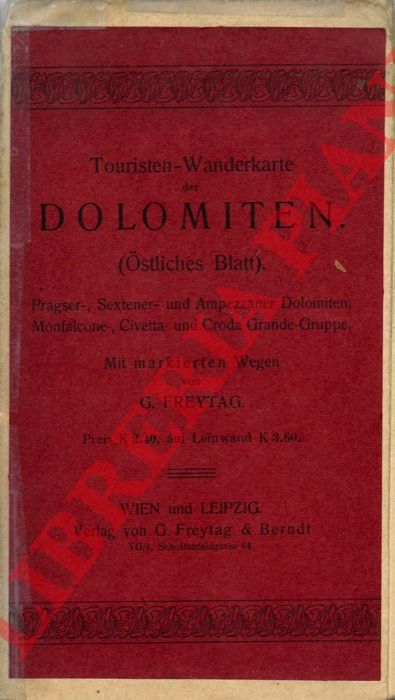 Touristen-Wanderkarte
der
DOLOMITEN.
(Östliches Blatt).
Pragser-, Sextener- und Ampezzaner Dolomiten,
Monfalcone-, Civetta- und Croda Grande-Gruppe.
Mit markierten Wegen
von
G. FREYTAG.
Preis K 2.40, auf Leinwand K 3.60.
WIEN und LEIPZIG.
Verlag von G. Freytag & Berndt
VII/1, Schottenfeldgasse 64.
LIBRERIA PIANI